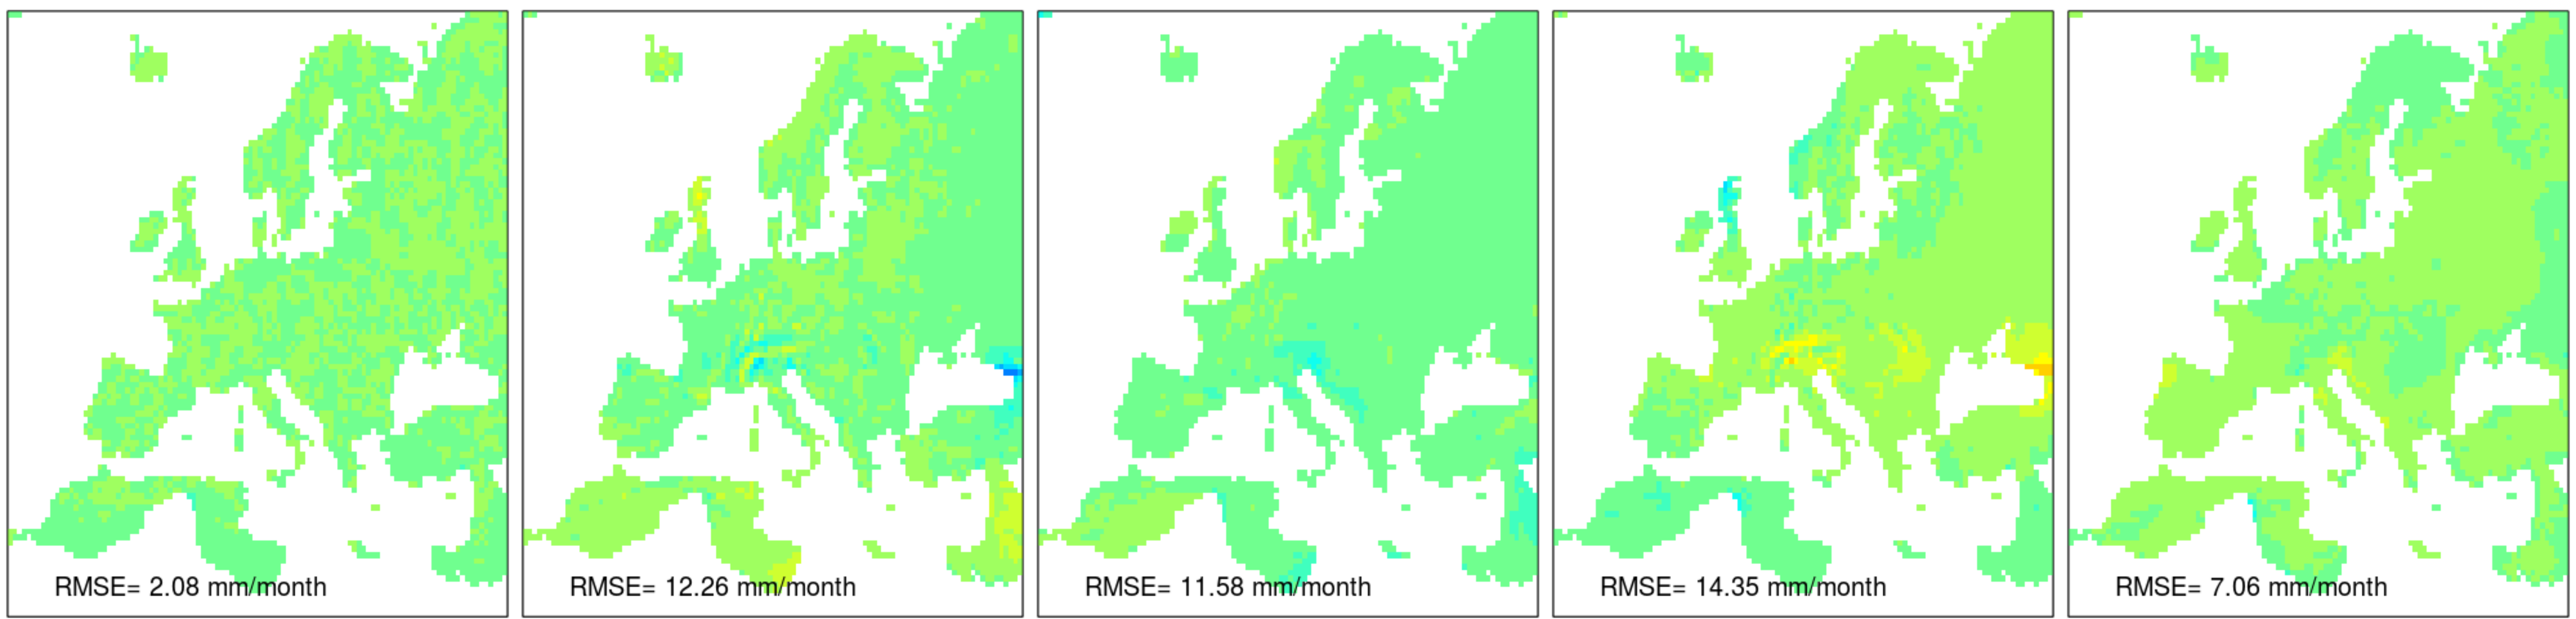 RMSE= 2.08 mm/month
RMSE= 12.26 mm/month
RMSE= 11.58 mm/month
RMSE= 14.35 mm/month
RMSE= 7.06 mm/month